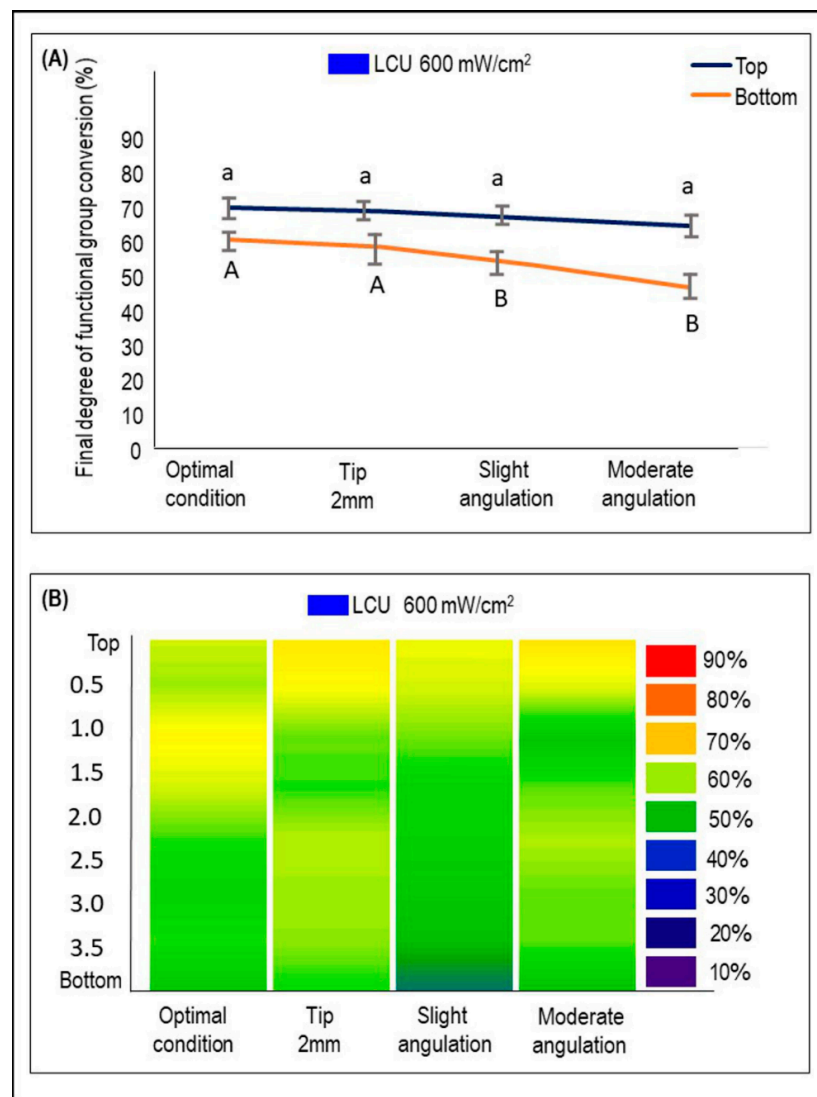 (A)
LCU 600 mW/cm²
Top
Bottom
Final degree of functional group conversion (%)
90
80
70
60
50
40
30
20
10
0
a a a a
A A B B
Optimal condition
Tip 2mm
Slight angulation
Moderate angulation
(B)
LCU 600 mW/cm²
Top
0.5
1.0
1.5
2.0
2.5
3.0
3.5
Bottom
90%
80%
70%
60%
50%
40%
30%
20%
10%
Optimal condition
Tip 2mm
Slight angulation
Moderate angulation